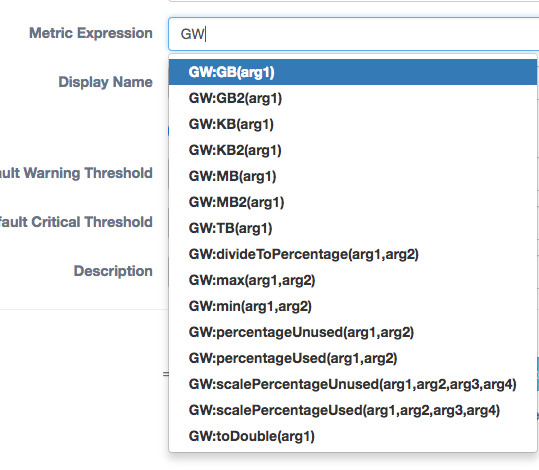 Metric Expression
GW
Display Name
GW:GB(arg1)
GW:GB2(arg1)
GW:KB(arg1)
GW:KB2(arg1)
ault Warning Threshold
GW:MB(arg1)
GW:MB2(arg1)
fault Critical Threshold
GW:TB(arg1)
GW:divideToPercentage(arg1,arg2)
Description
GW:max(arg1,arg2)
GW:min(arg1,arg2)
GW:percentageUnused(arg1,arg2)
GW:percentageUsed(arg1,arg2)
GW:scalePercentageUnused(arg1,arg2,arg3,arg4)
GW:scalePercentageUsed(arg1,arg2,arg3,arg4)
GW:toDouble(arg1)